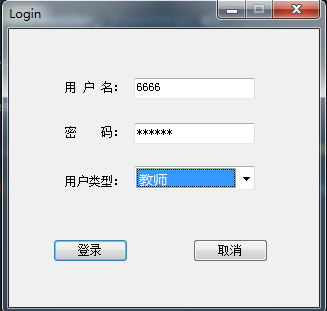 Login
用 户 名： 6666
密    码： ******
用户类型： 教师
登录 取消